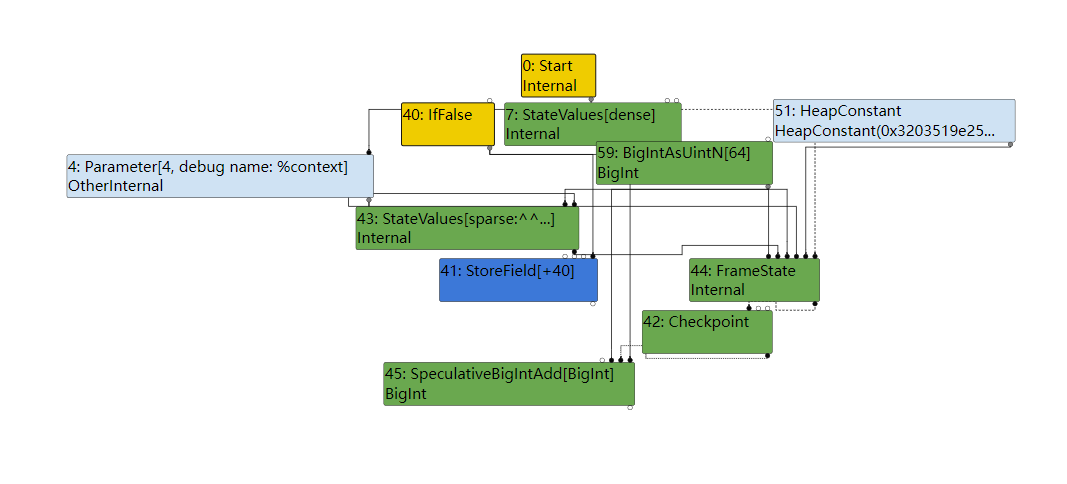 0: Start
Internal
40: IfFalse
7: StateValues[dense]
Internal
51: HeapConstant
HeapConstant(0x3203519e25...
59: BigIntAsUintN[64]
BigInt
4: Parameter[4, debug name: %context]
OtherInternal
43: StateValues[sparse:^^...]
Internal
41: StoreField[+40]
44: FrameState
Internal
42: Checkpoint
45: SpeculativeBigIntAdd[BigInt]
BigInt